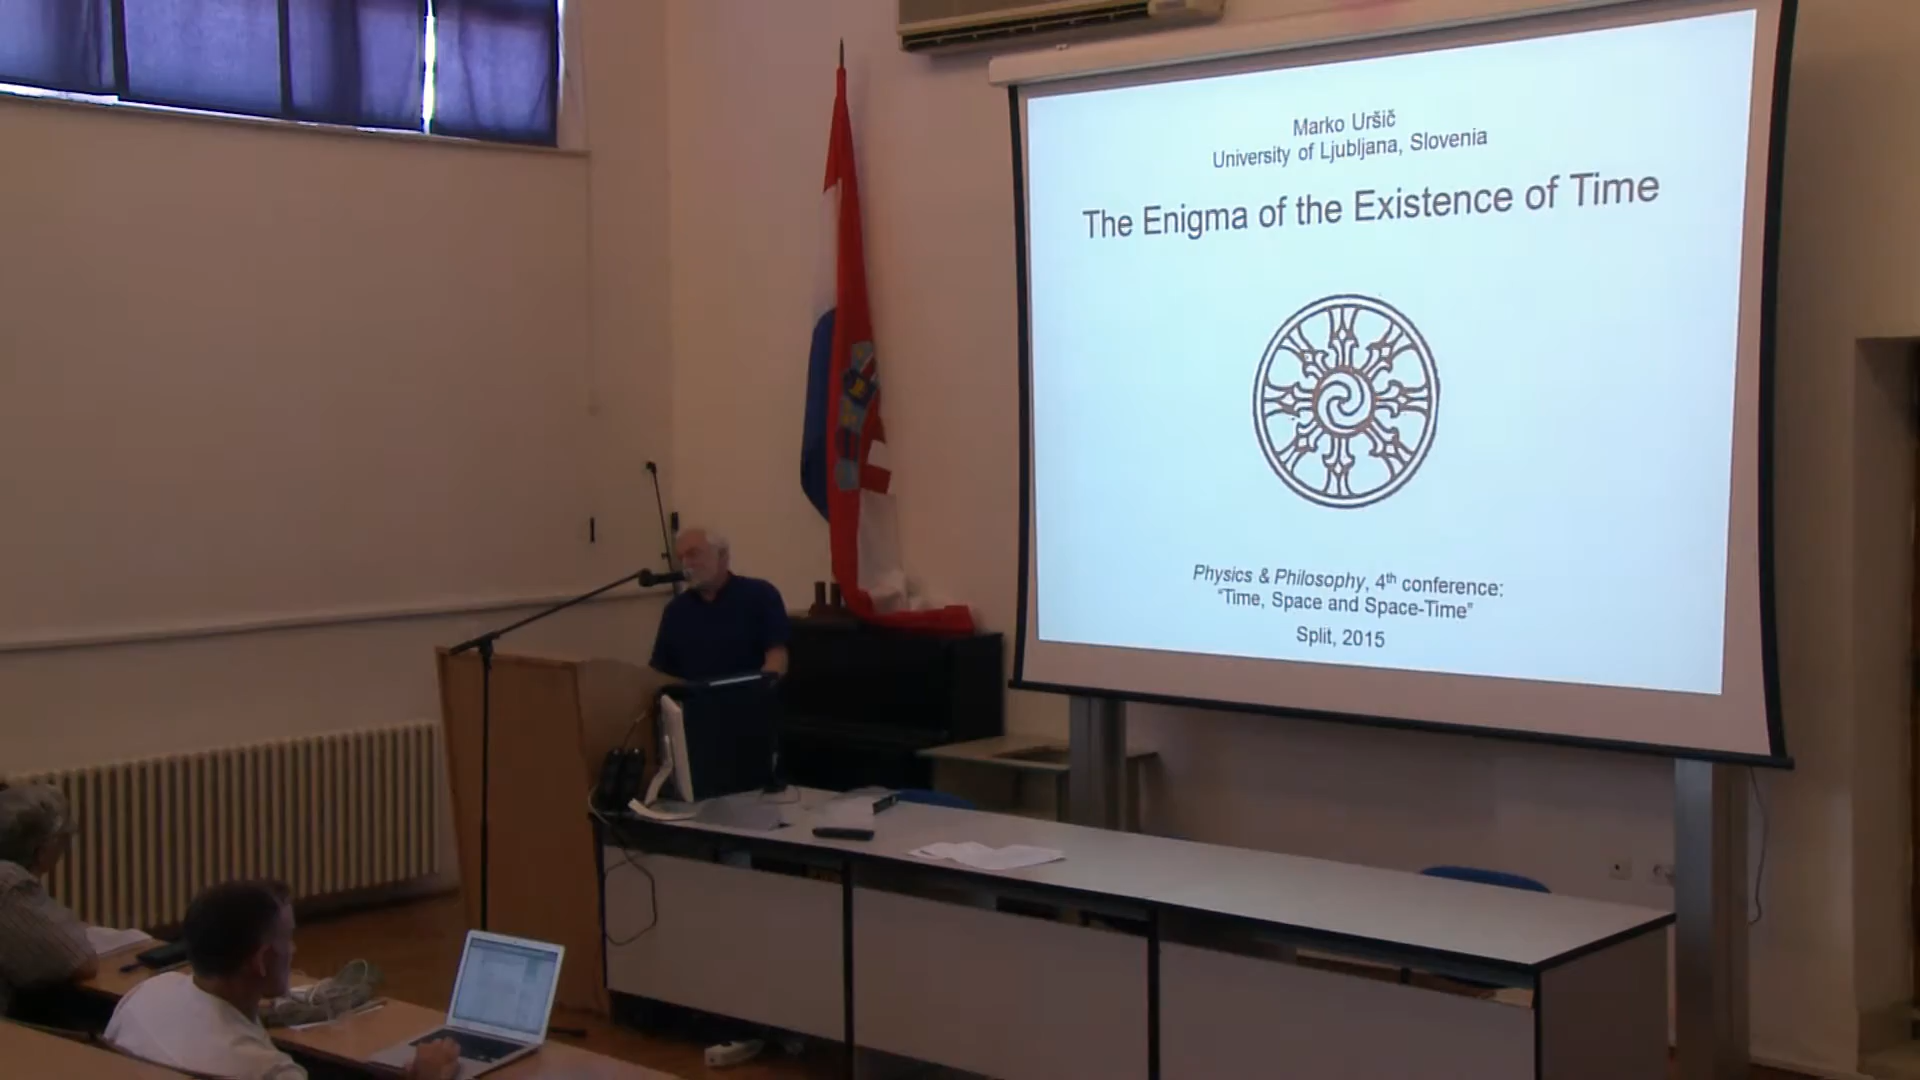 Marko Uršič
University of Ljubljana, Slovenia
The Enigma of the Existence of Time
Physics & Philosophy, 4th conference:
"Time, Space and Space-Time"
Split, 2015